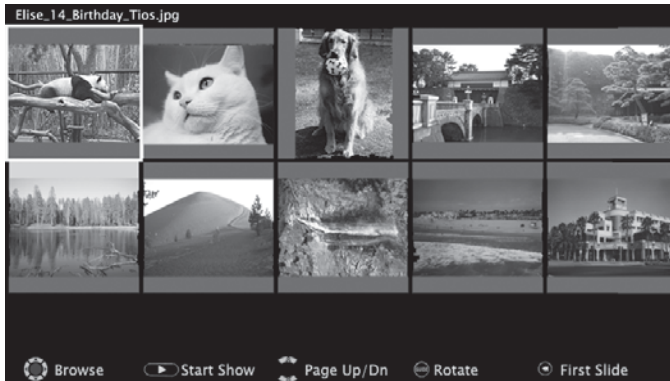 Elise_14_Birthday_Tios.jpg
Browse Start Show Page Up/Dn Rotate First Slide